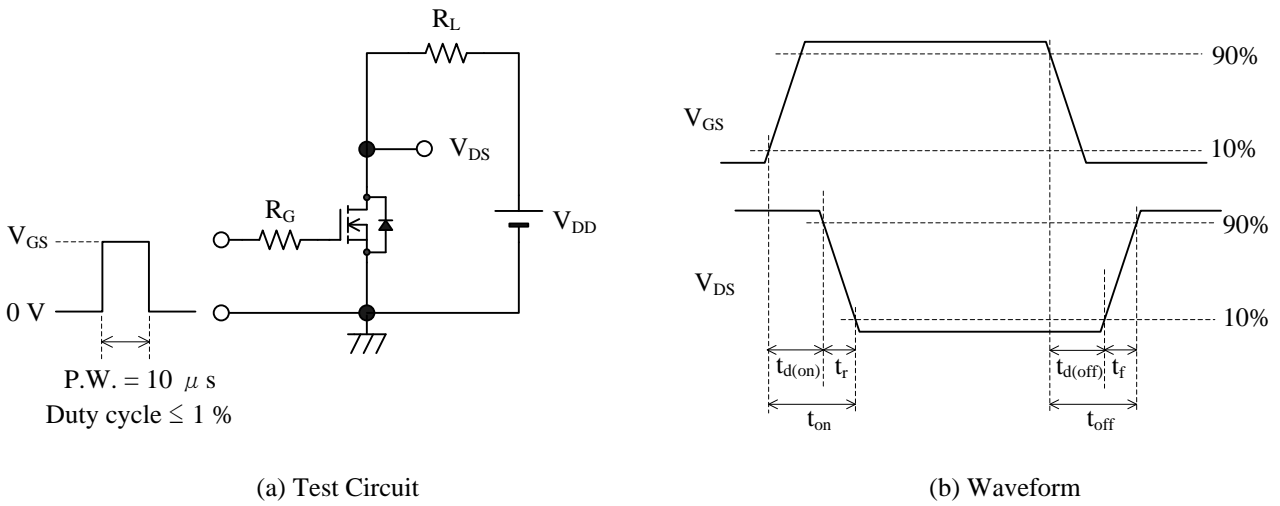 R_L
V_DS
R_G
V_DD
V_GS
0 V
P.W. = 10 μ s
Duty cycle ≤ 1 %
(a) Test Circuit
90%
V_GS
10%
90%
V_DS
10%
t_d(on) t_r t_d(off) t_f
t_on t_off
(b) Waveform